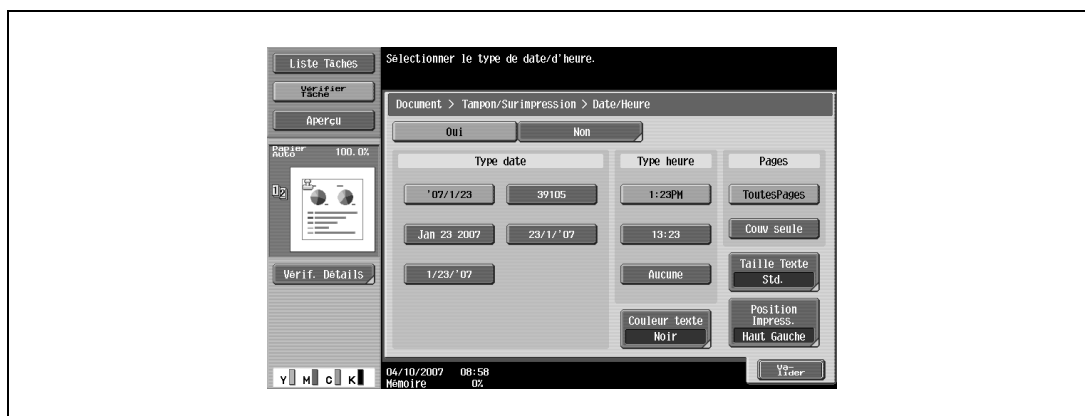 Liste Tâches
Vérifier
Tâche
Aperçu
Papier
Auto
100.0%
Vérif. Détails
Y M C K
Sélectionner le type de date/d'heure.
Document > Tampon/Surimpression > Date/Heure
Oui Non
Type date Type heure Pages
'07/1/23 39105 1:23PM ToutesPages
Jan 23 2007 23/1/'07 13:23 Couv seule
1/23/'07 Aucune
Taille Texte
Std.
Couleur texte
Noir
Position
Impress.
Haut Gauche
04/10/2007 08:58
Mémoire 0%
Va-
lider